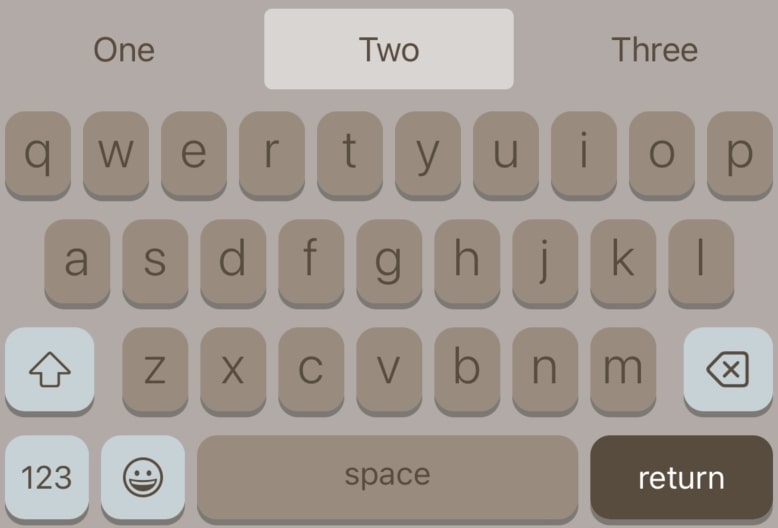 One Two Three
q w e r t y u i o p
a s d f g h j k l
z x c v b n m
123 space return